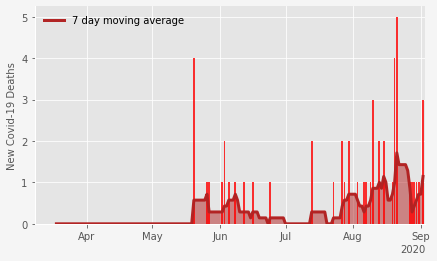 7 day moving average
New Covid-19 Deaths
5
4
3
2
1
0
Apr
May
Jun
Jul
Aug
Sep
2020